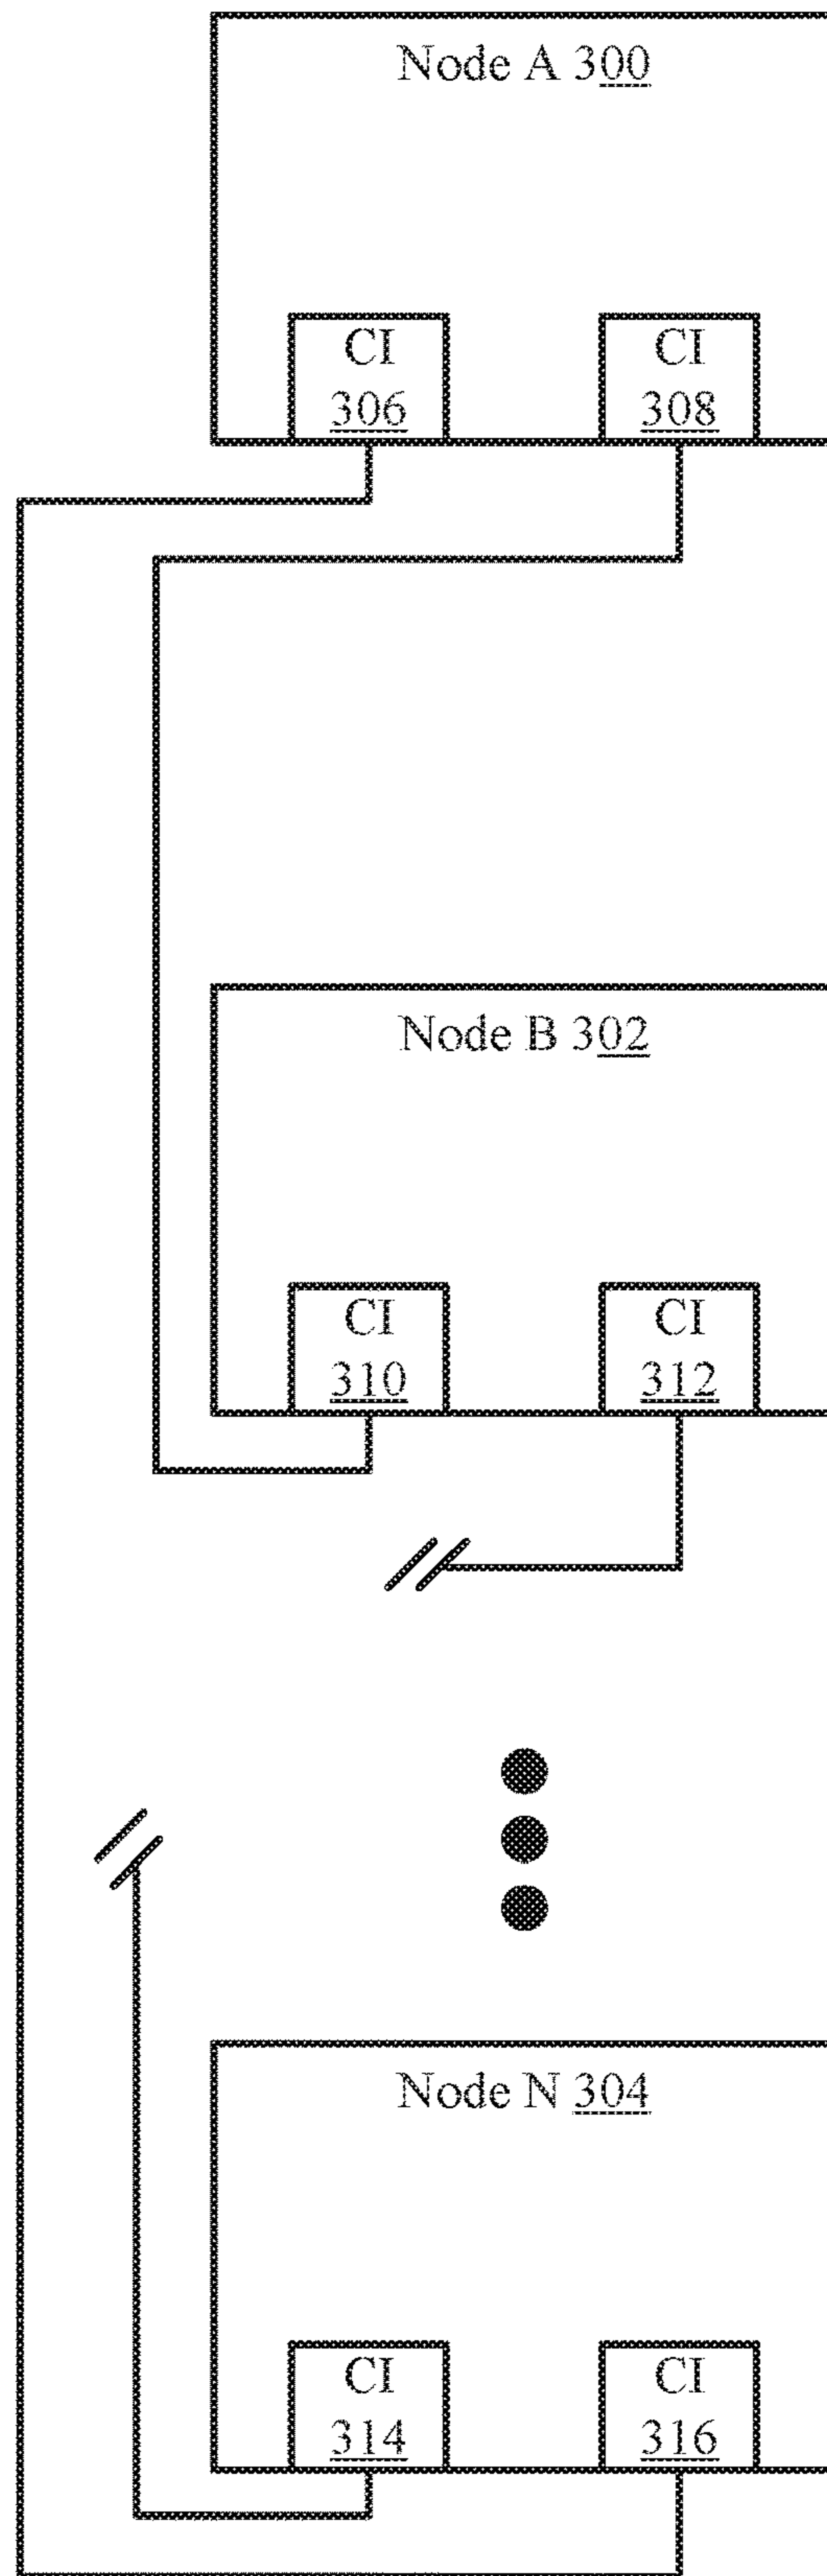 Node A 300
CI
306
CI
308
Node B 302
CI
310
CI
312
Node N 304
CI
314
CI
316